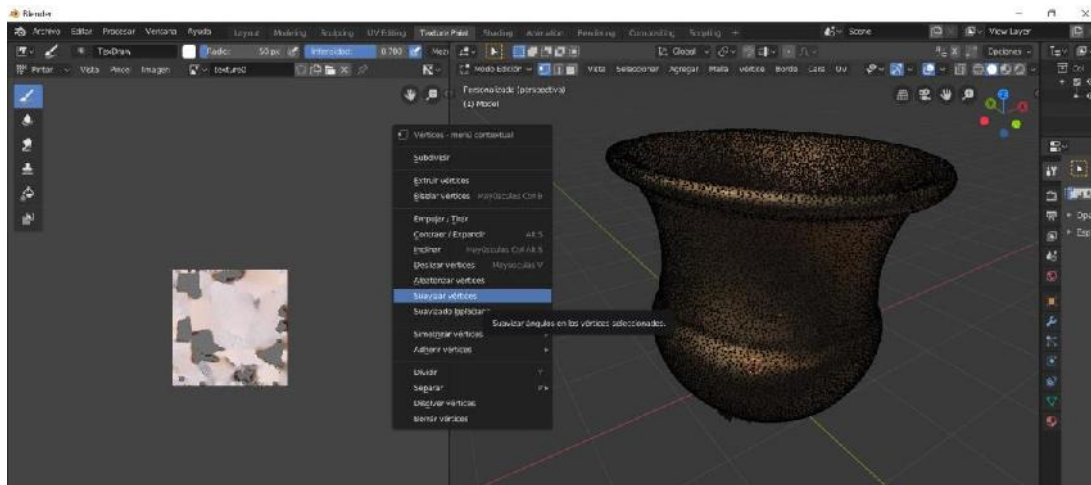 Blender
Archivo Editar Procesar Ventana Ayuda Layout Modeling Sculpting UV Editing Texture Paint Shading Animation Rendering Compositing Scripting + Scene View Layer
TexDraw Radio: 50 px Intensidad: 0.700 Mez Global Opciones
Pintar Vista Pincel Imagen texture0 Modo Edición Vista Seleccionar Agregar Malla Vértice Borde Cara UV
Personalizado (perspectiva)
(1) Model
Vértices - menú contextual
Subdividir
Extruir vértices
Biselar vértices Mayúsculas Ctrl B
Empujar / Tirar
Contraer / Expandir Alt S
Inclinar Mayúsculas Ctrl Alt S
Deslizar vértices Mayúsculas V
Aleatorizar vértices
Suavizar vértices
Suavizado laplaciano
Suavizar ángulos en los vértices seleccionados.
Simetrizar vértices
Adherir vértices
Dividir Y
Separar P
Disolver vértices
Borrar vértices